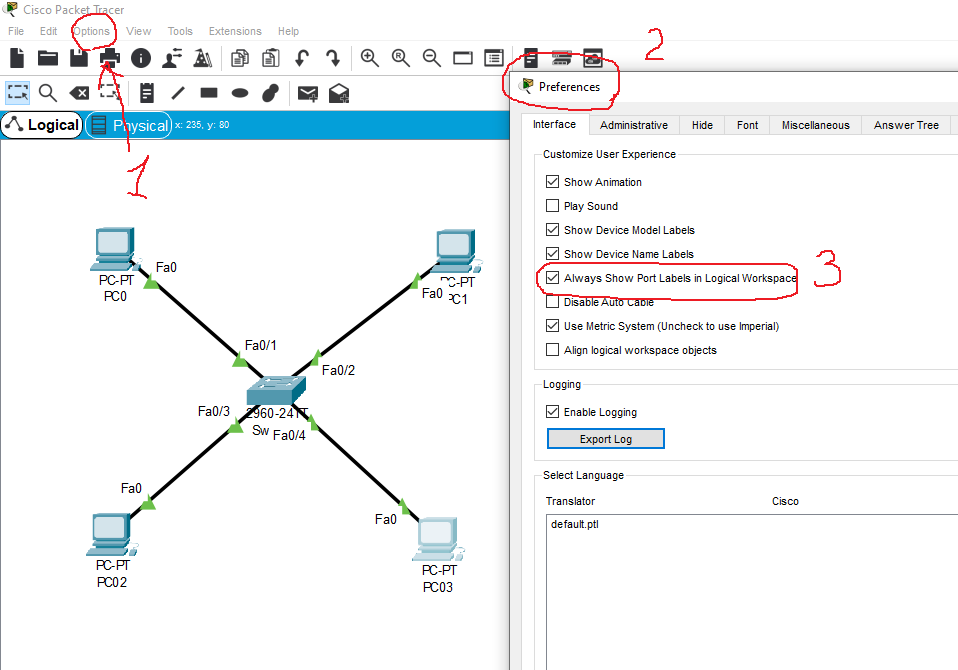 Cisco Packet Tracer
File Edit Options View Tools Extensions Help
2
Preferences
Logical Physical x: 235, y: 80
1
Interface Administrative Hide Font Miscellaneous Answer Tree
Customize User Experience
Show Animation
Play Sound
Show Device Model Labels
Show Device Name Labels
Always Show Port Labels in Logical Workspace
3
Disable Auto Cable
Use Metric System (Uncheck to use Imperial)
Align logical workspace objects
Logging
Enable Logging
Export Log
Select Language
Translator Cisco
default.ptl
Fa0
PC-PT
PC0
PC-PT
Fa0 PC1
Fa0/1
Fa0/2
Fa0/3 2960-24TT
Sw Fa0/4
Fa0
PC-PT
PC02
Fa0
PC-PT
PC03